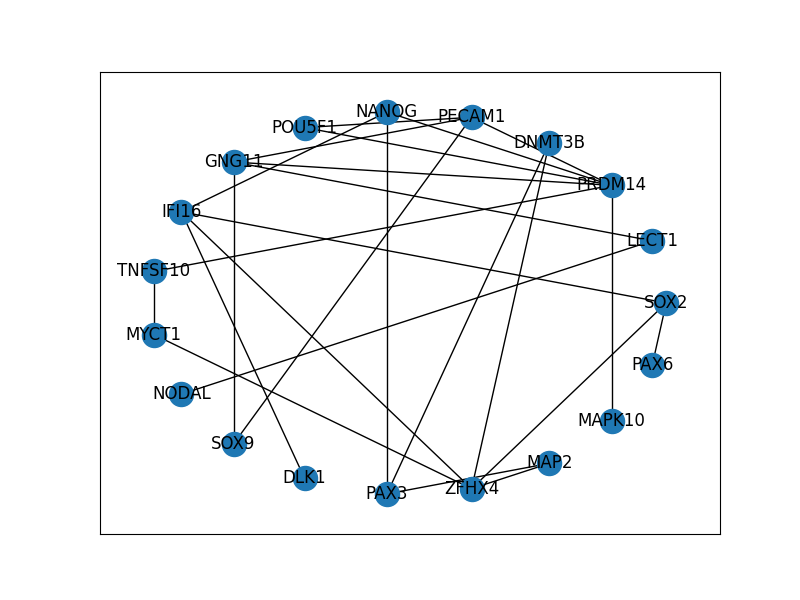 NANOG
PECAM1
POU5F1
DNMT3B
GNG11
PRDM14
IFI16
LECT1
TNFSF10
SOX2
MYCT1
PAX6
NODAL
MAPK10
SOX9
MAP2
DLK1
ZFHX4
PAX3